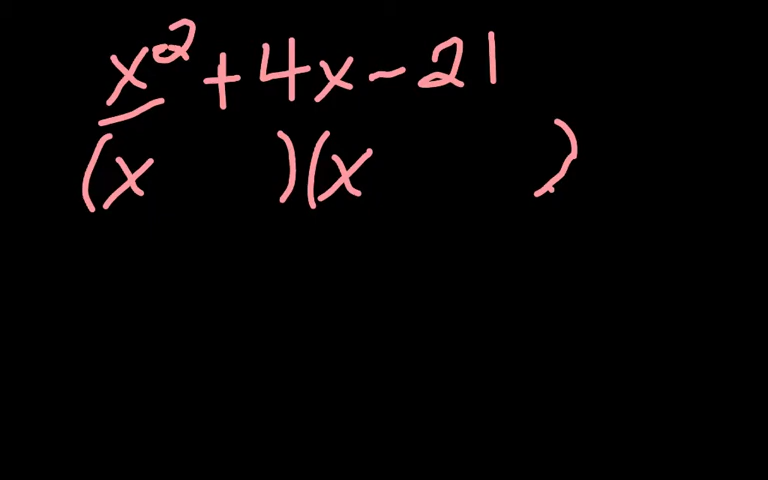 x² + 4x - 21
(x )(x )